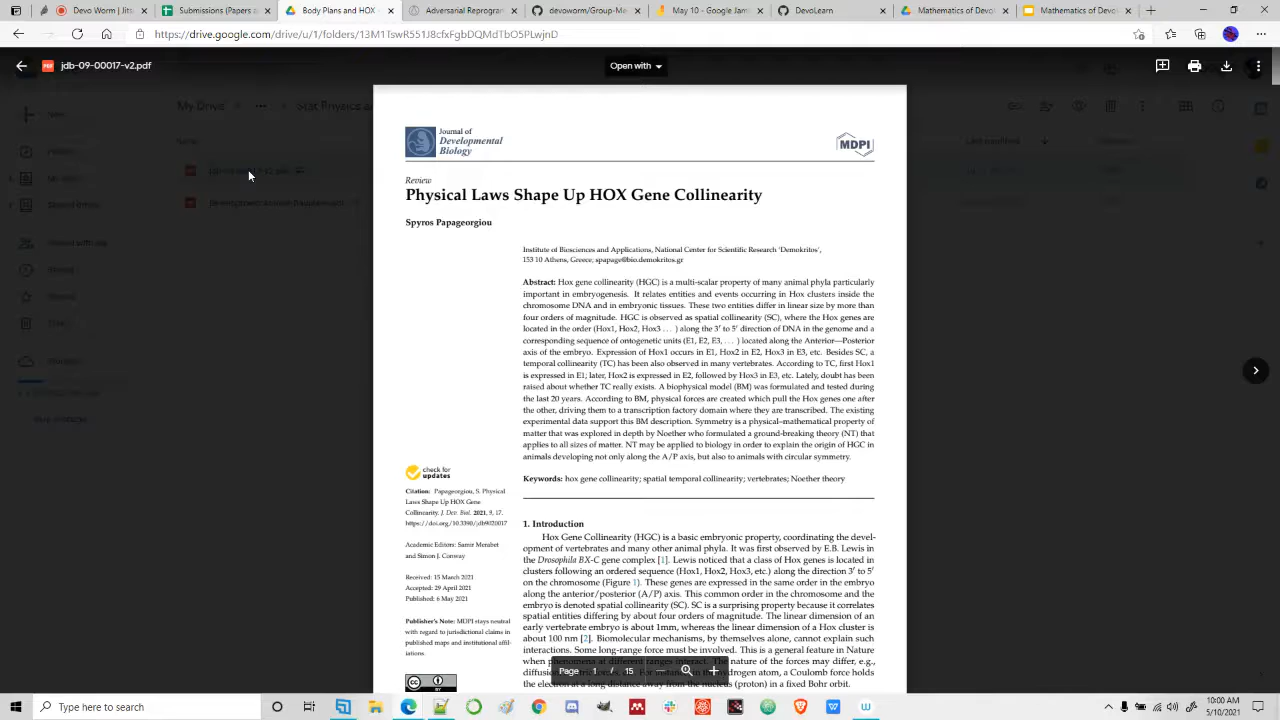 Submissions Papers - Go
Body Plan - HOX Genes -
Body Plan HOX Genes - G
Mathematics of Developm
Mathematics of Developm
https://drive.google.com/drive/u/1/folders/
jdb-09-00017-v2.pdf
Open with
Journal of
Developmental
Biology
MDPI
Review
Physical Laws Shape Up HOX Gene Collinearity
Spyros Papageorgiou
Institute of Biosciences and Applications, National Center for Scientific Research 'Demokritos',
153 10 Athens, Greece; spapage@bio.demokritos.gr
Abstract: Hox gene collinearity (HGC) is a multi-scalar property of many animal phyla particularly
important in embryogenesis. It relates entities and events occurring in Hox clusters inside the
chromosome DNA and in embryonic tissues. These two entities differ in linear size by more than
four orders of magnitude. HGC is observed as spatial collinearity (SC), where the Hox genes are
located in the order (Hox1, Hox2, Hox3 . . . ) along the 3′ to 5′ direction of DNA in the genome and a
corresponding sequence of ontogenetic units (E1, E2, E3, . . . ) located along the Anterior—Posterior
axis of the embryo. Expression of Hox1 occurs in E1, Hox2 in E2, Hox3 in E3, etc. Besides SC, a
temporal collinearity (TC) has been also observed in many vertebrates. According to TC, first Hox1
is expressed in E1; later, Hox2 is expressed in E2, followed by Hox3 in E3, etc. Lately, doubt has been
raised about whether TC really exists. A biophysical model (BM) was formulated and tested during
the last 20 years. According to BM, physical forces are created which pull the Hox genes one after
the other, driving them to a transcription factory domain where they are transcribed. The existing
experimental data support this BM description. Symmetry is a physical–mathematical property of
matter that was explored in depth by Noether who formulated a ground-breaking theory (NT) that
applies to all sizes of matter. NT may be applied to biology in order to explain the origin of HGC in
animals developing not only along the A/P axis, but also to animals with circular symmetry.
Keywords: hox gene collinearity; spatial temporal collinearity; vertebrates; Noether theory
check for
updates
Citation: Papageorgiou, S. Physical
Laws Shape Up HOX Gene
Collinearity. J. Dev. Biol. 2021, 9, 17.
https://doi.org/10.3390/jdb9020017
Academic Editors: Samir Merabet
and Simon J. Conway
Received: 15 March 2021
Accepted: 29 April 2021
Published: 6 May 2021
Publisher's Note: MDPI stays neutral
with regard to jurisdictional claims in
published maps and institutional affil-
iations.
CC BY
1. Introduction
Hox Gene Collinearity (HGC) is a basic embryonic property, coordinating the devel-
opment of vertebrates and many other animal phyla. It was first observed by E.B. Lewis in
the Drosophila BX-C gene complex [1]. Lewis noticed that a class of Hox genes is located in
clusters following an ordered sequence (Hox1, Hox2, Hox3, etc.) along the direction 3′ to 5′
on the chromosome (Figure 1). These genes are expressed in the same order in the embryo
along the anterior/posterior (A/P) axis. This common order in the chromosome and the
embryo is denoted spatial collinearity (SC). SC is a surprising property because it correlates
spatial entities differing by about four orders of magnitude. The linear dimension of an
early vertebrate embryo is about 1mm, whereas the linear dimension of a Hox cluster is
about 100 nm [2]. Biomolecular mechanisms, by themselves alone, cannot explain such
interactions. Some long-range force must be involved. This is a general feature in Nature
when phenomena at different ranges interact. The nature of the forces may differ, e.g.,
diffusion, hydrogen atom, a Coulomb force holds
the electron at a long distance away from the nucleus (proton) in a fixed Bohr orbit.
Page 1 / 15
Type here to search
10:00 AM
5/10/2021